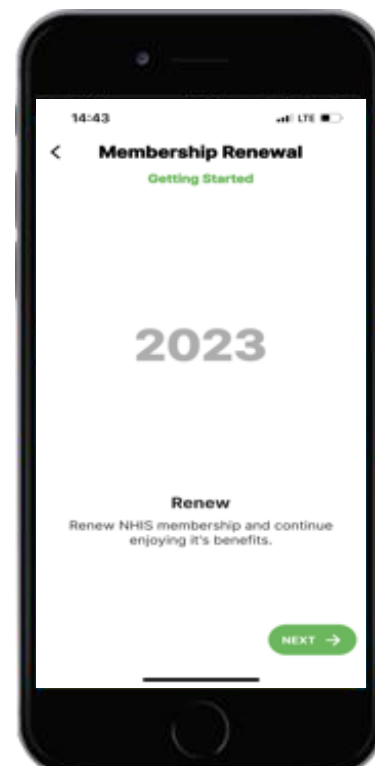 14:43
LTE
Membership Renewal
Getting Started
2023
Renew
Renew NHIS membership and continue
enjoying it's benefits.
NEXT